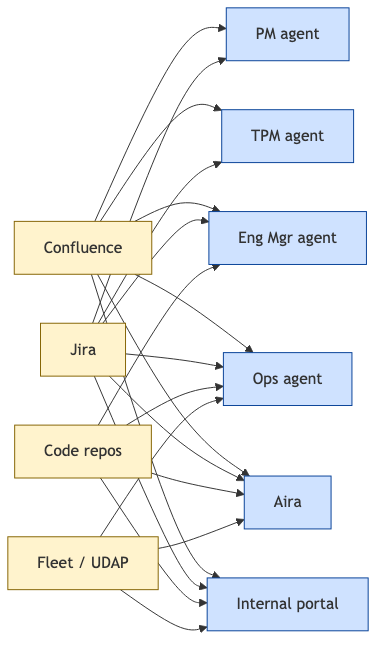 PM agent
TPM agent
Eng Mgr agent
Confluence
Jira
Ops agent
Code repos
Aira
Fleet / UDAP
Internal portal